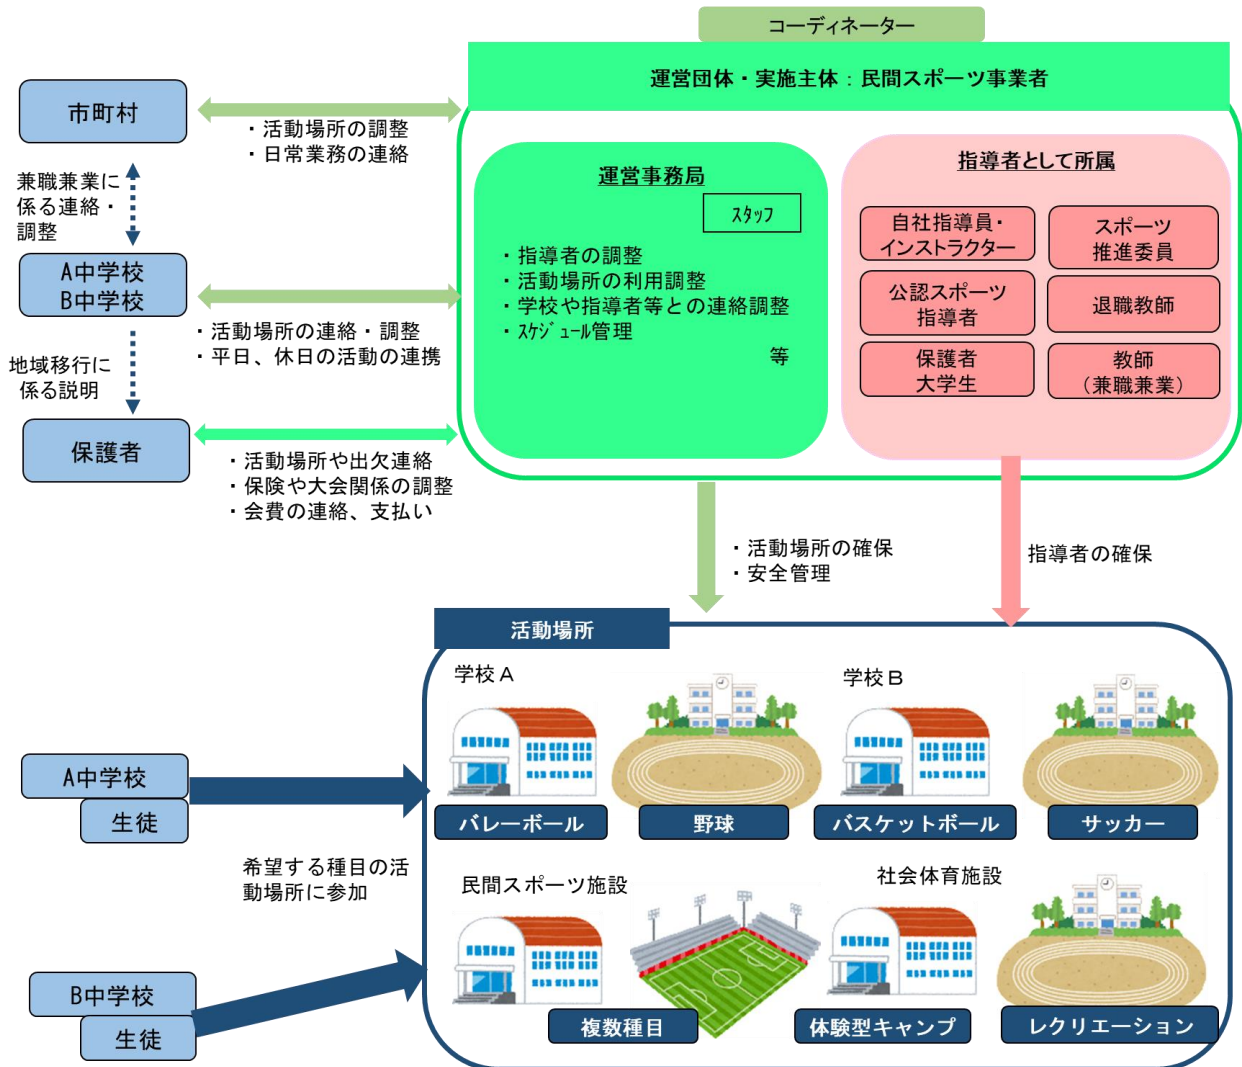 コーディネーター
運営団体・実施主体：民間スポーツ事業者
市町村
・活動場所の調整
・日常業務の連絡
兼職兼業に
係る連絡・
調整
A中学校
B中学校
・活動場所の連絡・調整
・平日、休日の活動の連携
地域移行に
係る説明
保護者
・活動場所や出欠連絡
・保険や大会関係の調整
・会費の連絡、支払い
運営事務局
ｽﾀｯﾌ
・指導者の調整
・活動場所の利用調整
・学校や指導者等との連絡調整
・ｽｹｼﾞｭｰﾙ管理
等
指導者として所属
自社指導員・
インストラクター
スポーツ
推進委員
公認スポーツ
指導者
退職教師
保護者
大学生
教師
（兼職兼業）
・活動場所の確保
・安全管理
指導者の確保
活動場所
学校Ａ
学校Ｂ
バレーボール
野球
バスケットボール
サッカー
A中学校
生徒
希望する種目の活
動場所に参加
B中学校
生徒
民間スポーツ施設
社会体育施設
複数種目
体験型キャンプ
レクリエーション